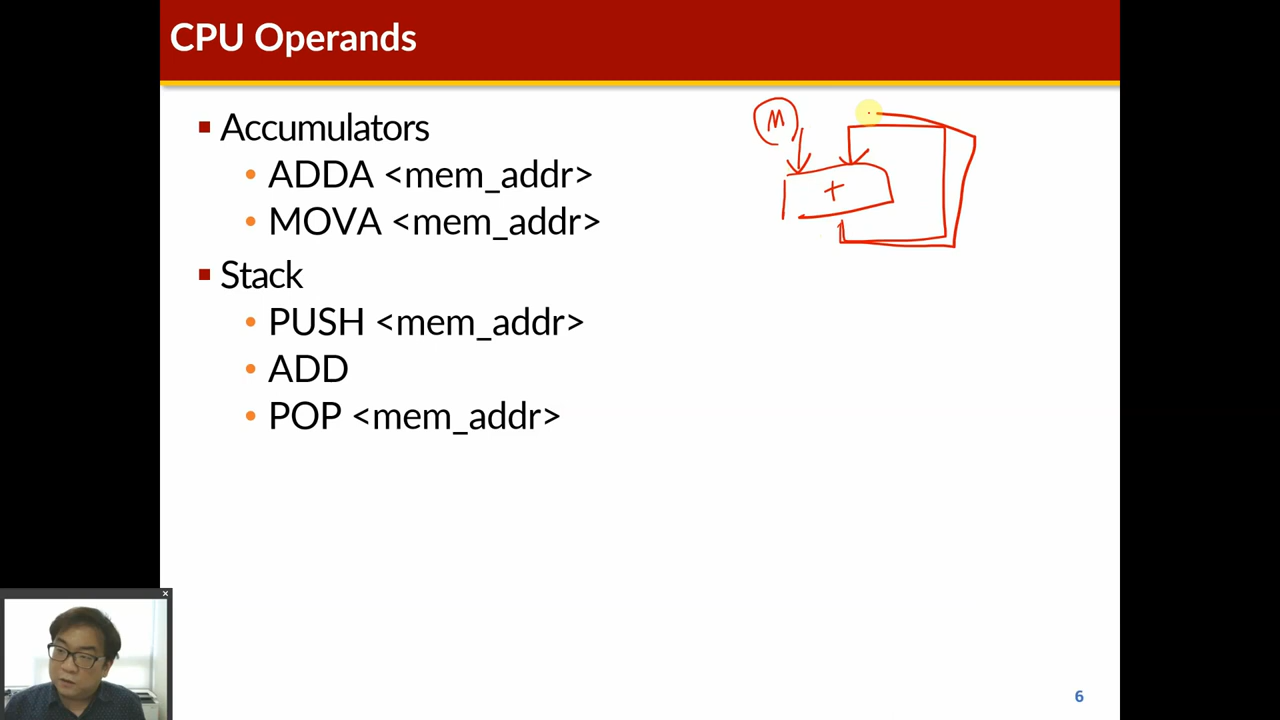 CPU Operands
▪ Accumulators
• ADDA <mem_addr>
• MOVA <mem_addr>
▪ Stack
• PUSH <mem_addr>
• ADD
• POP <mem_addr>
M
+
6